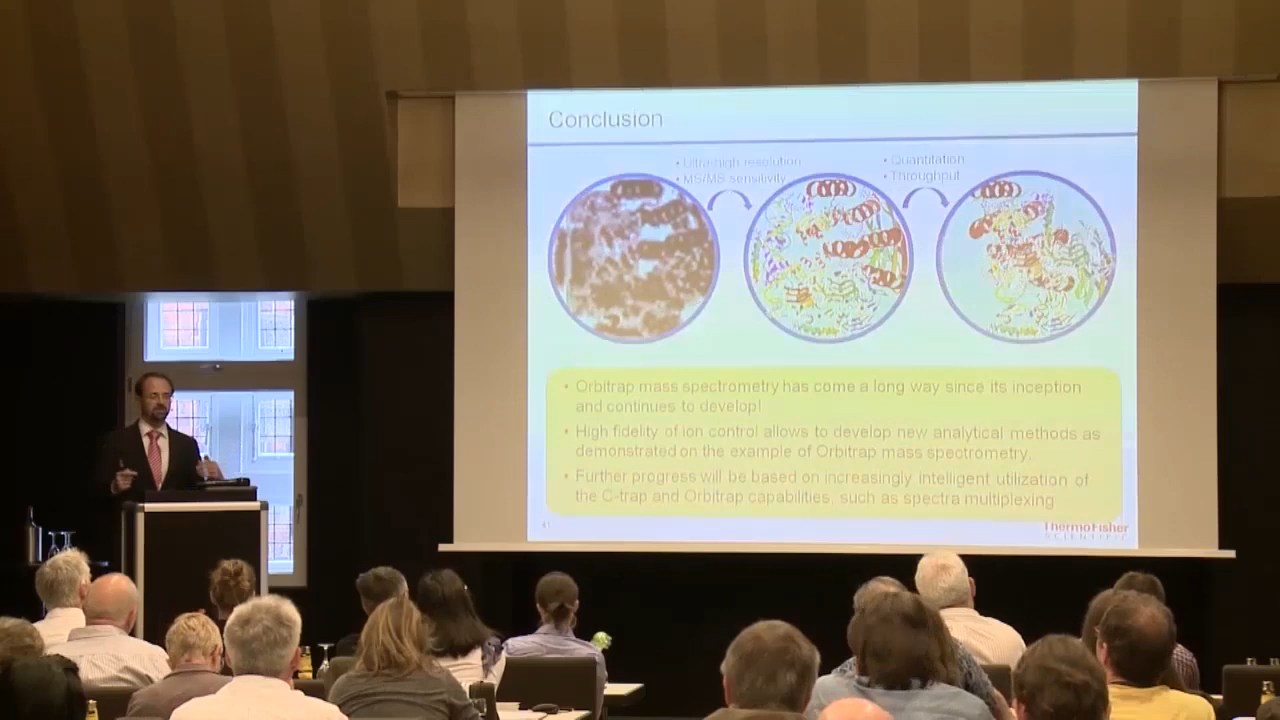 Conclusion
• Ultra-high resolution
• MS/MS sensitivity
• Quantitation
• Throughput
• Orbitrap mass spectrometry has come a long way since its inception
and continues to develop!
• High fidelity of ion control allows to develop new analytical methods as
demonstrated on the example of Orbitrap mass spectrometry.
• Further progress will be based on increasingly intelligent utilization of
the C-trap and Orbitrap capabilities, such as spectra multiplexing
ThermoFisher
SCIENTIFIC